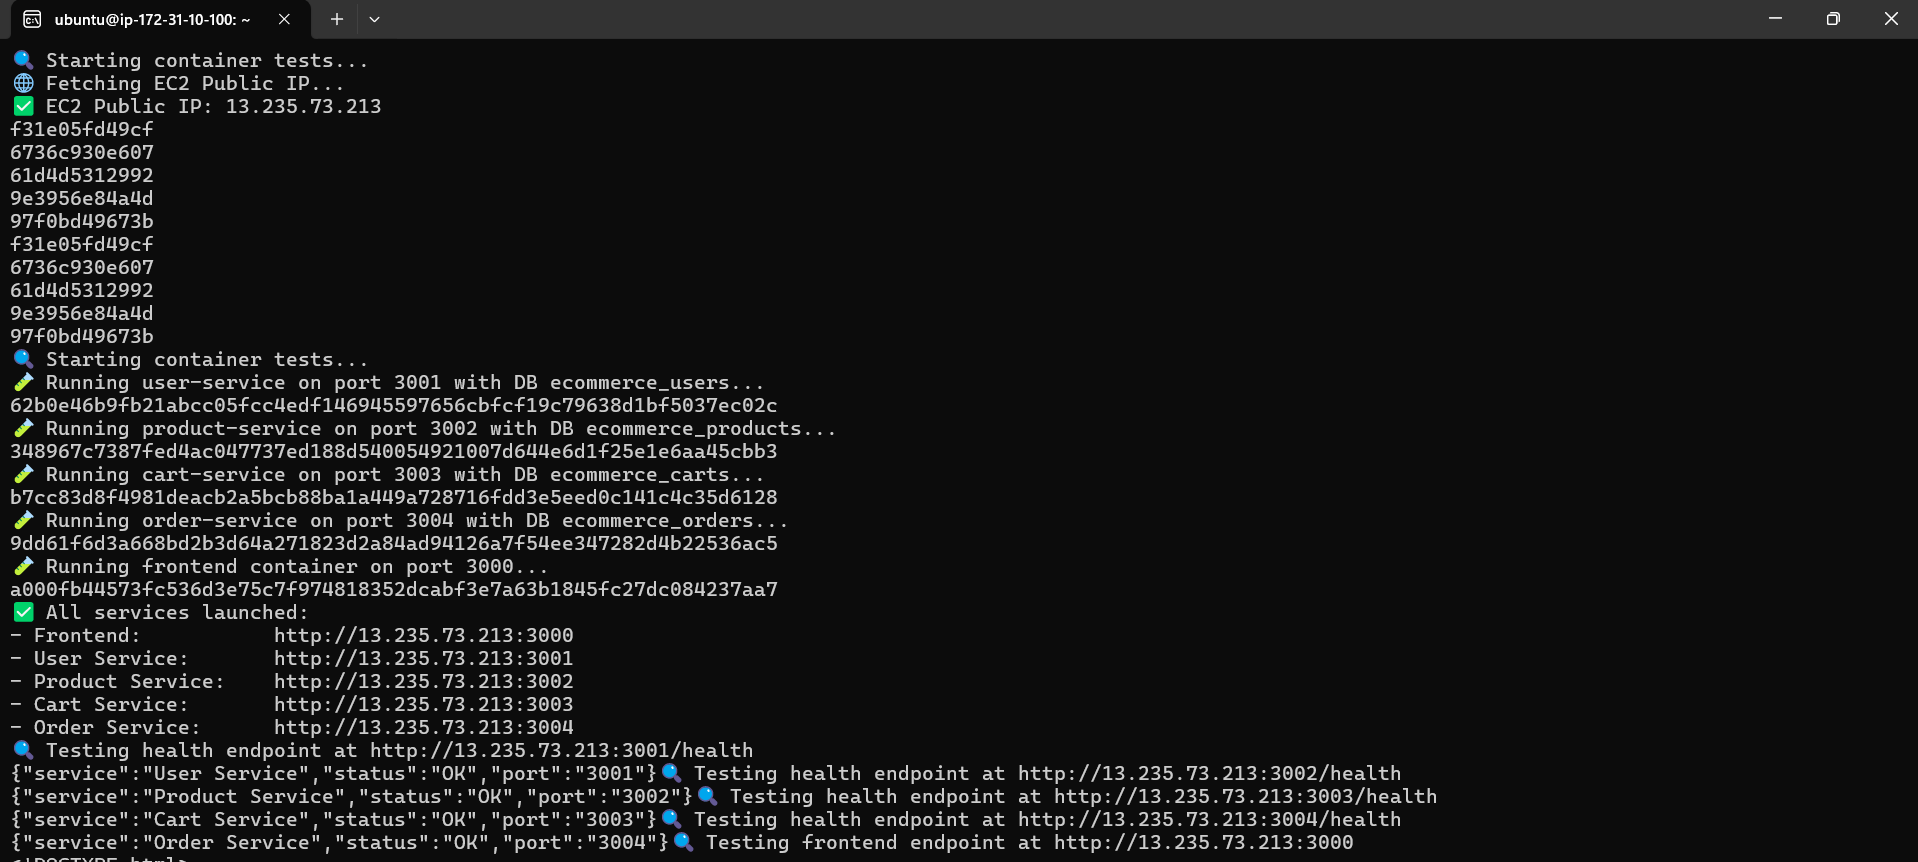 ubuntu@ip-172-31-10-100: ~
🔍 Starting container tests...
🌐 Fetching EC2 Public IP...
✅ EC2 Public IP: 13.235.73.213
f31e05fd49cf
6736c930e607
61d4d5312992
9e3956e84a4d
97f0bd49673b
f31e05fd49cf
6736c930e607
61d4d5312992
9e3956e84a4d
97f0bd49673b
🔍 Starting container tests...
🧪 Running user-service on port 3001 with DB ecommerce_users...
62b0e46b9fb21abcc05fcc4edf146945597656cbfcf19c79638d1bf5037ec02c
🧪 Running product-service on port 3002 with DB ecommerce_products...
348967c7387fed4ac047737ed188d540054921007d644e6d1f25e1e6aa45cbb3
🧪 Running cart-service on port 3003 with DB ecommerce_carts...
b7cc83d8f4981deacb2a5bcb88ba1a449a728716fdd3e5eed0c141c4c35d6128
🧪 Running order-service on port 3004 with DB ecommerce_orders...
9dd61f6d3a668bd2b3d64a271823d2a84ad94126a7f54ee347282d4b22536ac5
🧪 Running frontend container on port 3000...
a000fb44573fc536d3e75c7f974818352dcabf3e7a63b1845fc27dc084237aa7
✅ All services launched:
- Frontend:           http://13.235.73.213:3000
- User Service:       http://13.235.73.213:3001
- Product Service:    http://13.235.73.213:3002
- Cart Service:       http://13.235.73.213:3003
- Order Service:      http://13.235.73.213:3004
🔍 Testing health endpoint at http://13.235.73.213:3001/health
{"service":"User Service","status":"OK","port":"3001"}🔍 Testing health endpoint at http://13.235.73.213:3002/health
{"service":"Product Service","status":"OK","port":"3002"}🔍 Testing health endpoint at http://13.235.73.213:3003/health
{"service":"Cart Service","status":"OK","port":"3003"}🔍 Testing health endpoint at http://13.235.73.213:3004/health
{"service":"Order Service","status":"OK","port":"3004"}🔍 Testing frontend endpoint at http://13.235.73.213:3000
<!DOCTYPE html>